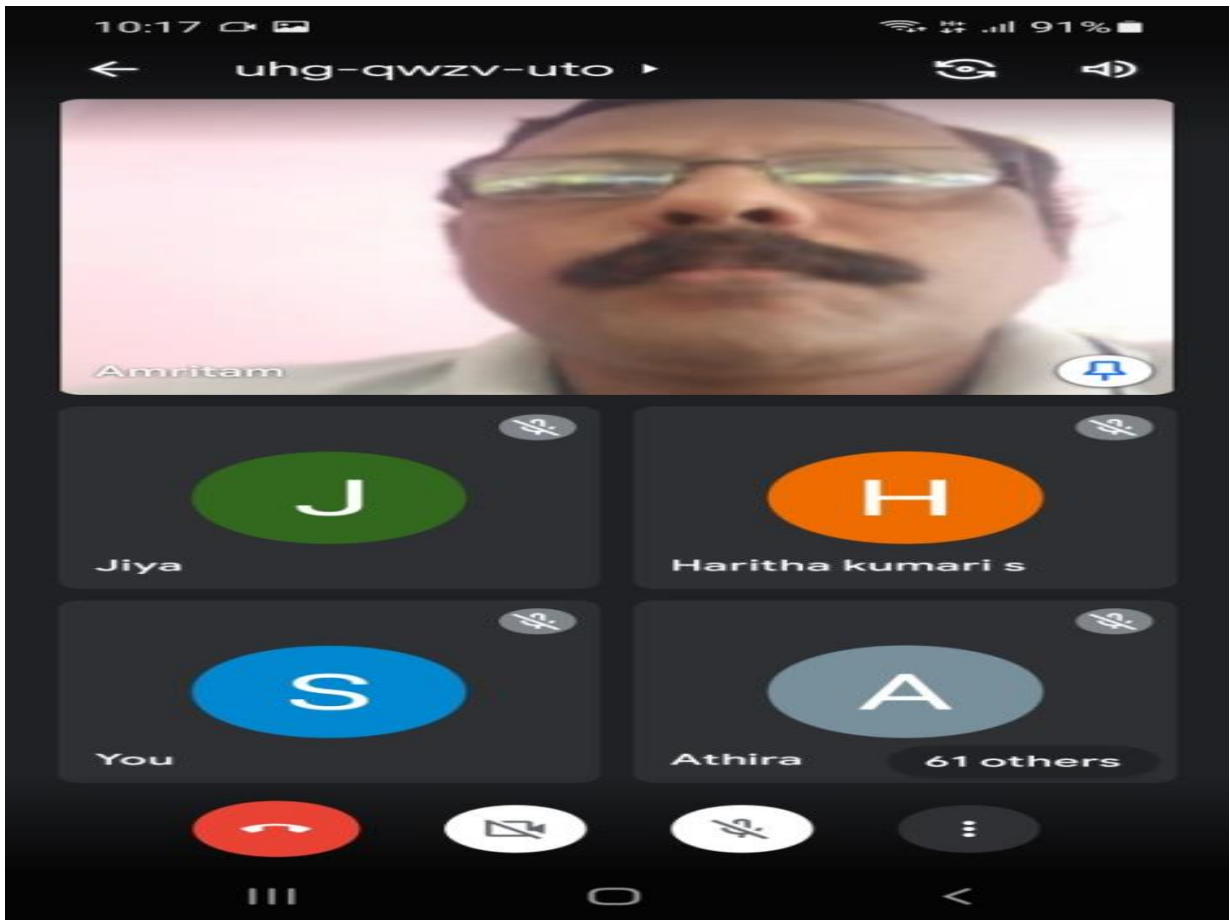 10:17 91%
uhg-qwzv-uto
Amritam
J H
Jiya Haritha kumari s
S A
You Athira 61 others